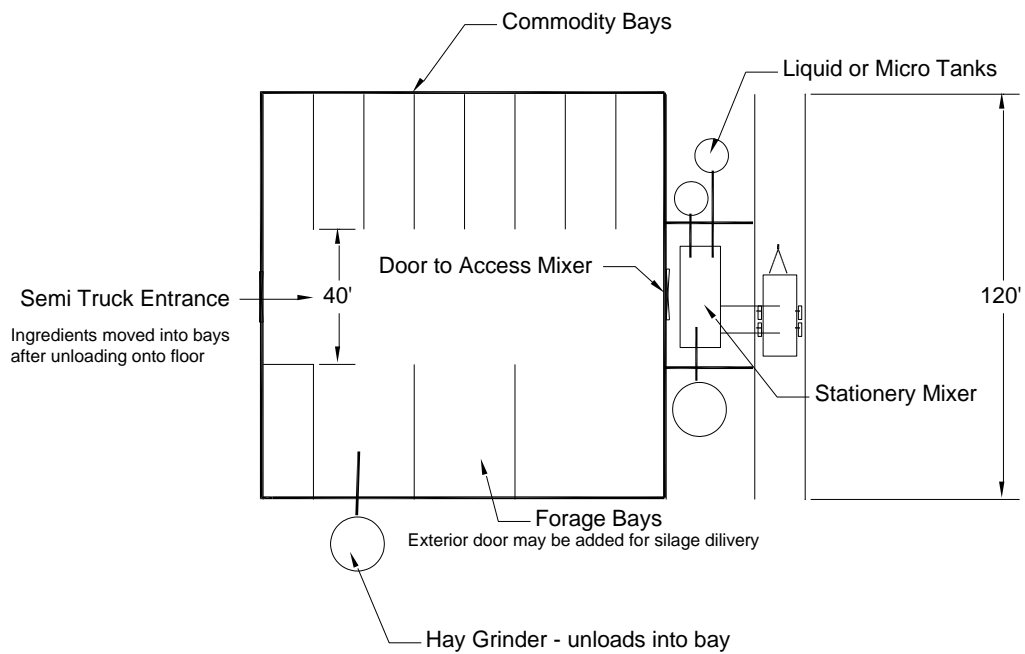 Commodity Bays
Liquid or Micro Tanks
Door to Access Mixer
Semi Truck Entrance
40'
120'
Ingredients moved into bays
after unloading onto floor
Stationery Mixer
Forage Bays
Exterior door may be added for silage dilivery
Hay Grinder - unloads into bay